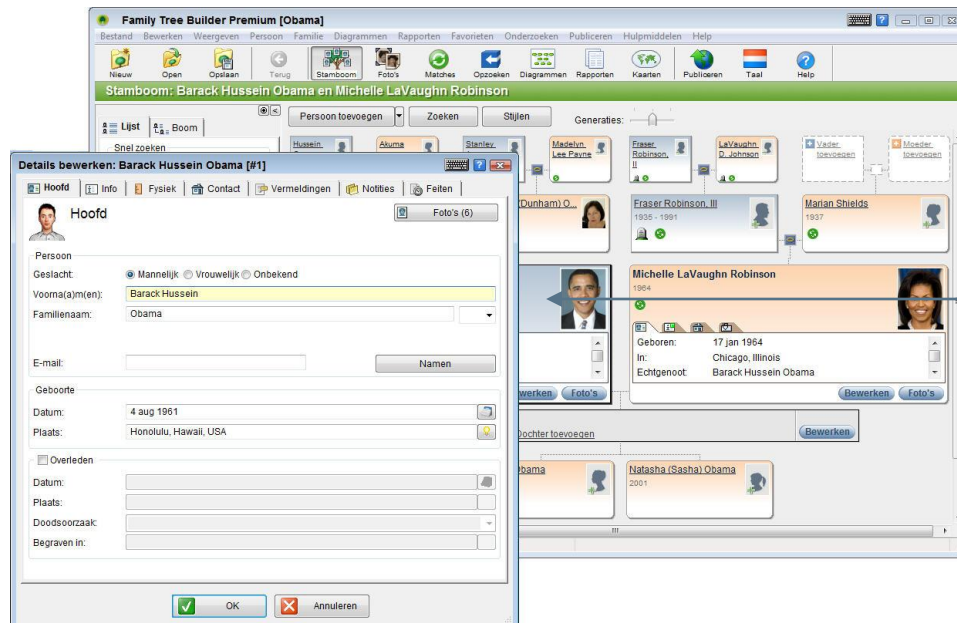 Family Tree Builder Premium [Obama]
Bestand Bewerken Weergeven Persoon Familie Diagrammen Rapporten Favorieten Onderzoeken Publiceren Hulpmiddelen Help
Nieuw Open Opslaan Terug Stamboom Foto's Matches Opzoeken Diagrammen Rapporten Kaarten Publiceren Taal Help
Stamboom: Barack Hussein Obama en Michelle LaVaughn Robinson
Lijst Boom
Snel zoeken
Persoon toevoegen Zoeken Stijlen Generaties:
Hussein
Akuma
Stanley
Madelyn Lee Payne
Fraser Robinson, II
LaVaughn D. Johnson
Vader toevoegen
Moeder toevoegen
(Dunham) O...
Fraser Robinson, III
1935 - 1991
Marian Shields
1937
Michelle LaVaughn Robinson
1964
Geboren: 17 jan 1964
In: Chicago, Illinois
Echtgenoot: Barack Hussein Obama
werken Foto's
Bewerken Foto's
Dochter toevoegen
Bewerken
bama
Natasha (Sasha) Obama
2001
Details bewerken: Barack Hussein Obama [#1]
Hoofd Info Fysiek Contact Vermeldingen Notities Feiten
Hoofd
Foto's (6)
Persoon
Geslacht: Mannelijk Vrouwelijk Onbekend
Voorna(a)m(en): Barack Hussein
Familienaam: Obama
E-mail: Namen
Geboorte
Datum: 4 aug 1961
Plaats: Honolulu, Hawaii, USA
Overleden
Datum:
Plaats:
Doodsoorzaak:
Begraven in:
OK Annuleren